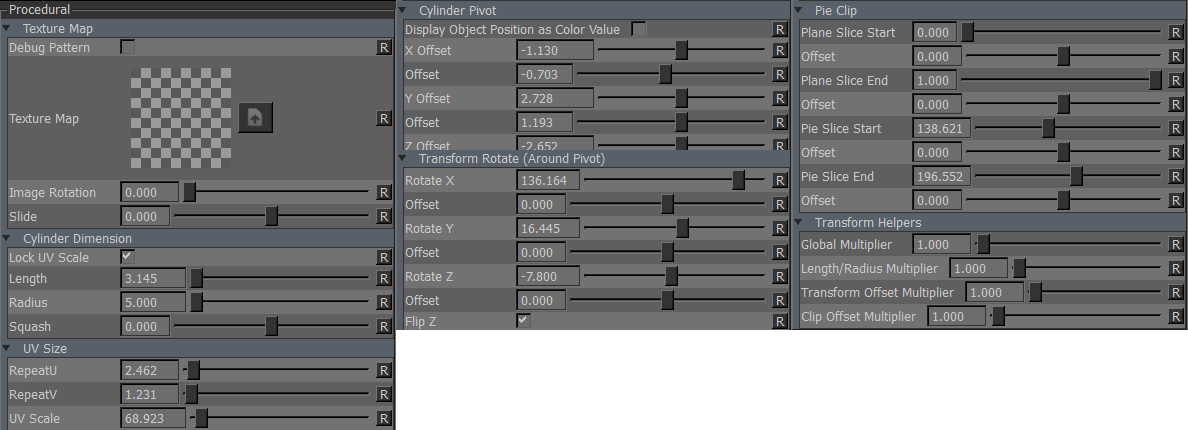 Procedural
Texture Map
Debug Pattern R
Texture Map R
Image Rotation 0.000 R
Slide 0.000 R
Cylinder Dimension
Lock UV Scale R
Length 3.145 R
Radius 5.000 R
Squash 0.000 R
UV Size
RepeatU 2.462 R
RepeatV 1.231 R
UV Scale 68.923 R
Cylinder Pivot
Display Object Position as Color Value R
X Offset -1.130 R
Offset -0.703 R
Y Offset 2.728 R
Offset 1.193 R
Z Offset -2.652 R
Transform Rotate (Around Pivot)
Rotate X 136.164 R
Offset 0.000 R
Rotate Y 16.445 R
Offset 0.000 R
Rotate Z -7.800 R
Offset 0.000 R
Flip Z R
Pie Clip
Plane Slice Start 0.000 R
Offset 0.000 R
Plane Slice End 1.000 R
Offset 0.000 R
Pie Slice Start 138.621 R
Offset 0.000 R
Pie Slice End 196.552 R
Offset 0.000 R
Transform Helpers
Global Multiplier 1.000 R
Length/Radius Multiplier 1.000 R
Transform Offset Multiplier 1.000 R
Clip Offset Multiplier 1.000 R